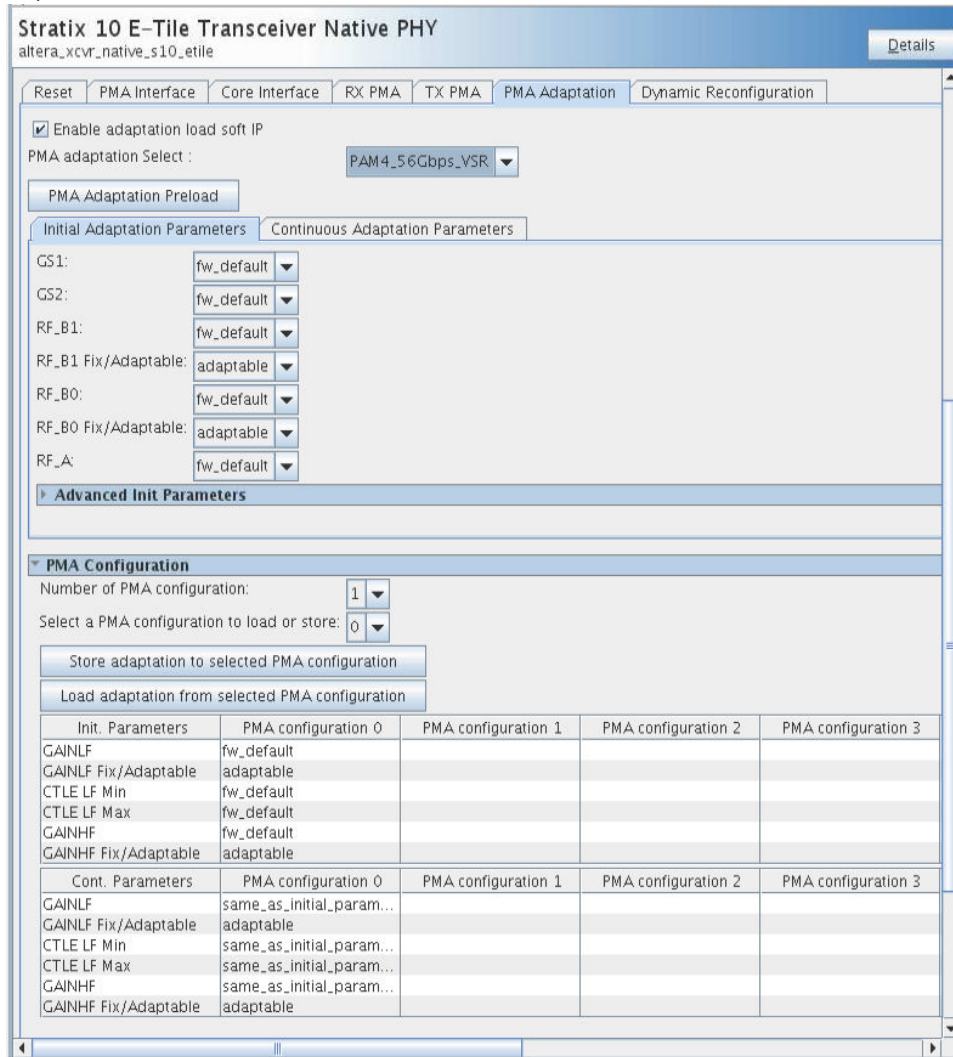 Stratix 10 E-Tile Transceiver Native PHY
altera_xcvr_native_s10_etile
Details
Reset PMA Interface Core Interface RX PMA TX PMA PMA Adaptation Dynamic Reconfiguration
Enable adaptation load soft IP
PMA adaptation Select : PAM4_56Gbps_VSR
PMA Adaptation Preload
Initial Adaptation Parameters Continuous Adaptation Parameters
GS1: fw_default
GS2: fw_default
RF_B1: fw_default
RF_B1 Fix/Adaptable: adaptable
RF_B0: fw_default
RF_B0 Fix/Adaptable: adaptable
RF_A: fw_default
Advanced Init Parameters
PMA Configuration
Number of PMA configuration: 1
Select a PMA configuration to load or store: 0
Store adaptation to selected PMA configuration
Load adaptation from selected PMA configuration
Init. Parameters PMA configuration 0 PMA configuration 1 PMA configuration 2 PMA configuration 3
GAINLF fw_default
GAINLF Fix/Adaptable adaptable
CTLE LF Min fw_default
CTLE LF Max fw_default
GAINHF fw_default
GAINHF Fix/Adaptable adaptable
Cont. Parameters PMA configuration 0 PMA configuration 1 PMA configuration 2 PMA configuration 3
GAINLF same_as_initial_param...
GAINLF Fix/Adaptable adaptable
CTLE LF Min same_as_initial_param...
CTLE LF Max same_as_initial_param...
GAINHF same_as_initial_param...
GAINHF Fix/Adaptable adaptable